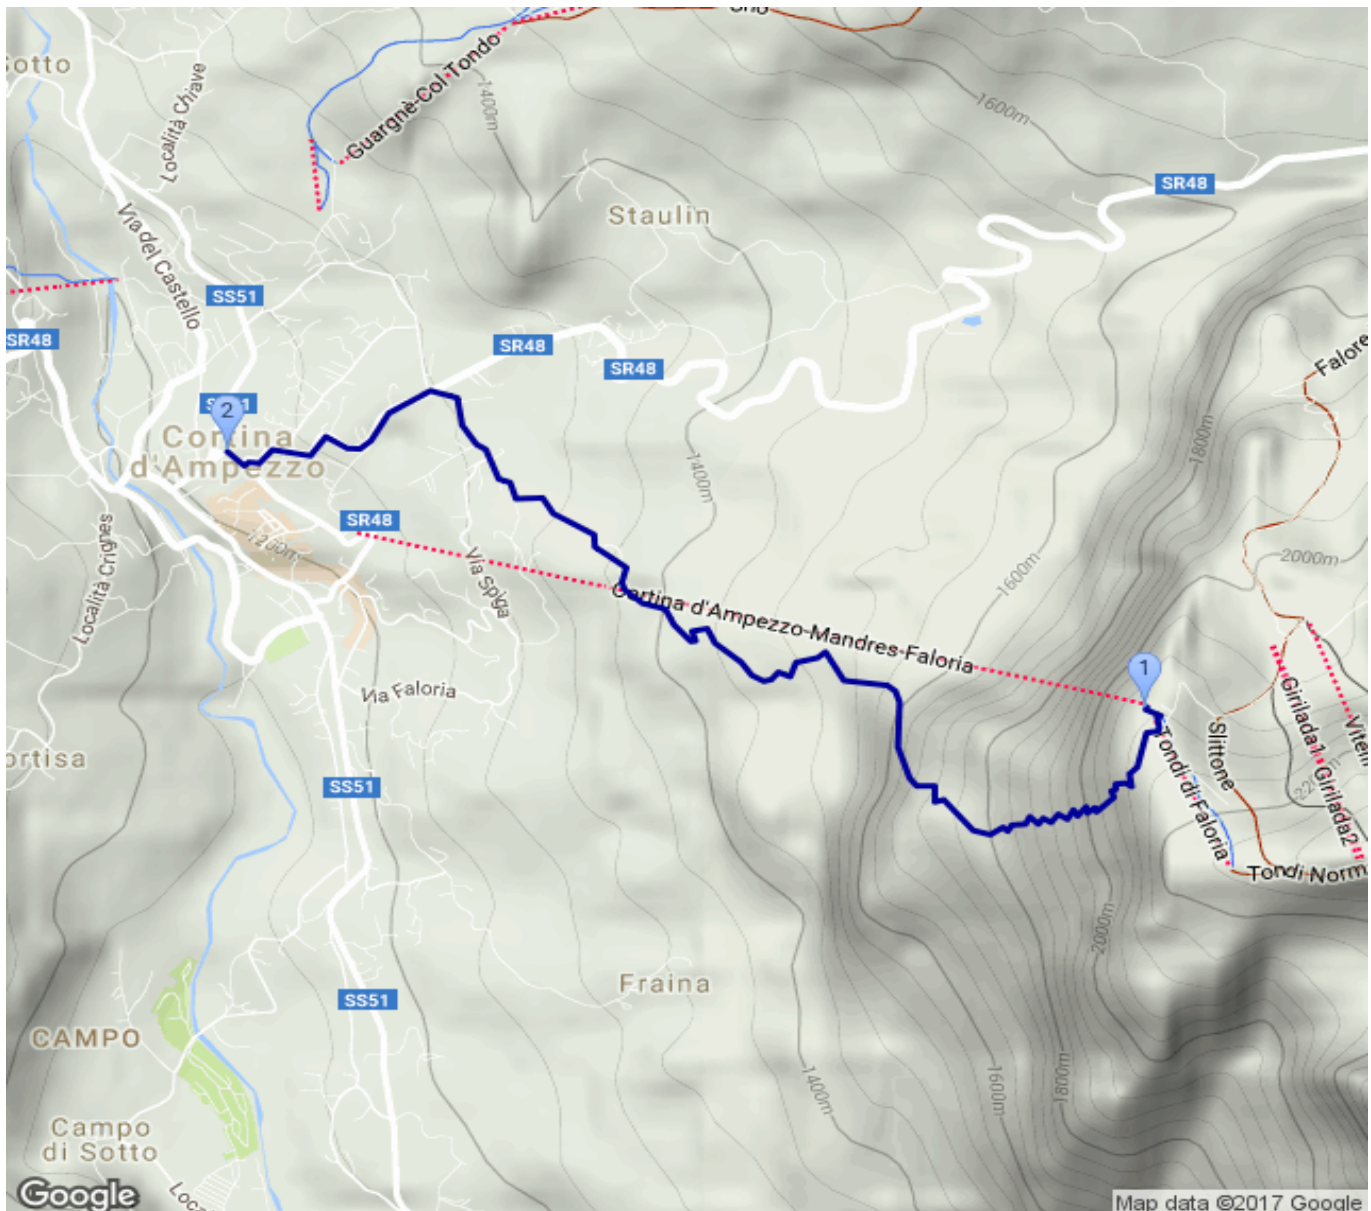 Sotto
Località Chiave
Guargnè-Col Tondo
1400m
1600m
SR48
Staulin
Via del Castello
SS51
SR48
SR48
SR48
Falore
1800m
2
Cortina
d'Ampezzo
1400m
SR48
1200m
Località Crignes
Via Spiga
2000m
1600m
Cortina d'Ampezzo-Mandres-Faloria
1
Via Faloria
Girilada1
Slittone
Tondi di Faloria
ortisa
SS51
Girilada2
Tondi Norm
2000m
Fraina
SS51
CAMPO
1400m
1600m
1800m
Campo
di Sotto
Google
Map data ©2017 Google